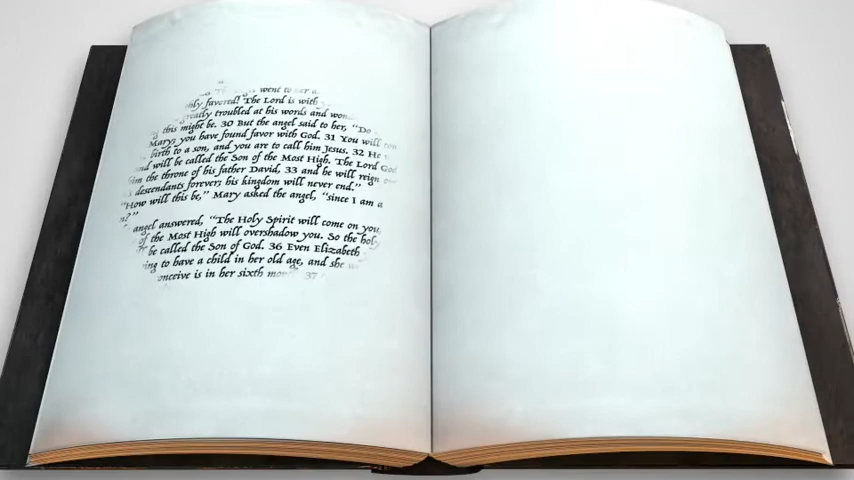 went to
favored! The Lord is with
greatly troubled at his words and
this might be. 30 But the angel said to her, "Do
Mary; you have found favor with God. 31 You will
birth to a son, and you are to call him Jesus. 32 He
and will be called the Son of the Most High. The Lord God
him the throne of his father David, 33 and he will reign
descendants forever; his kingdom will never end."
"How will this be," Mary asked the angel, "since I am a
angel answered, "The Holy Spirit will come on you,
of the Most High will overshadow you. So the holy
be called the Son of God. 36 Even Elizabeth
to have a child in her old age, and she
conceive is in her sixth 37